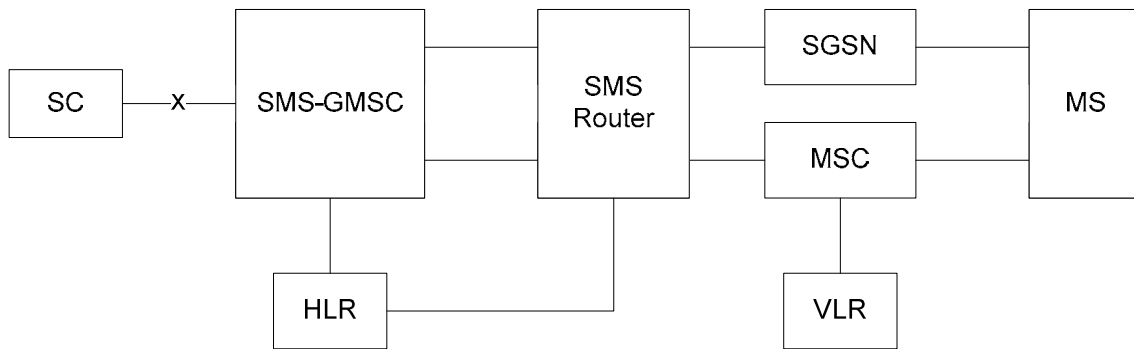 SC
X
SMS-GMSC
SMS
Router
SGSN
MSC
MS
HLR
VLR